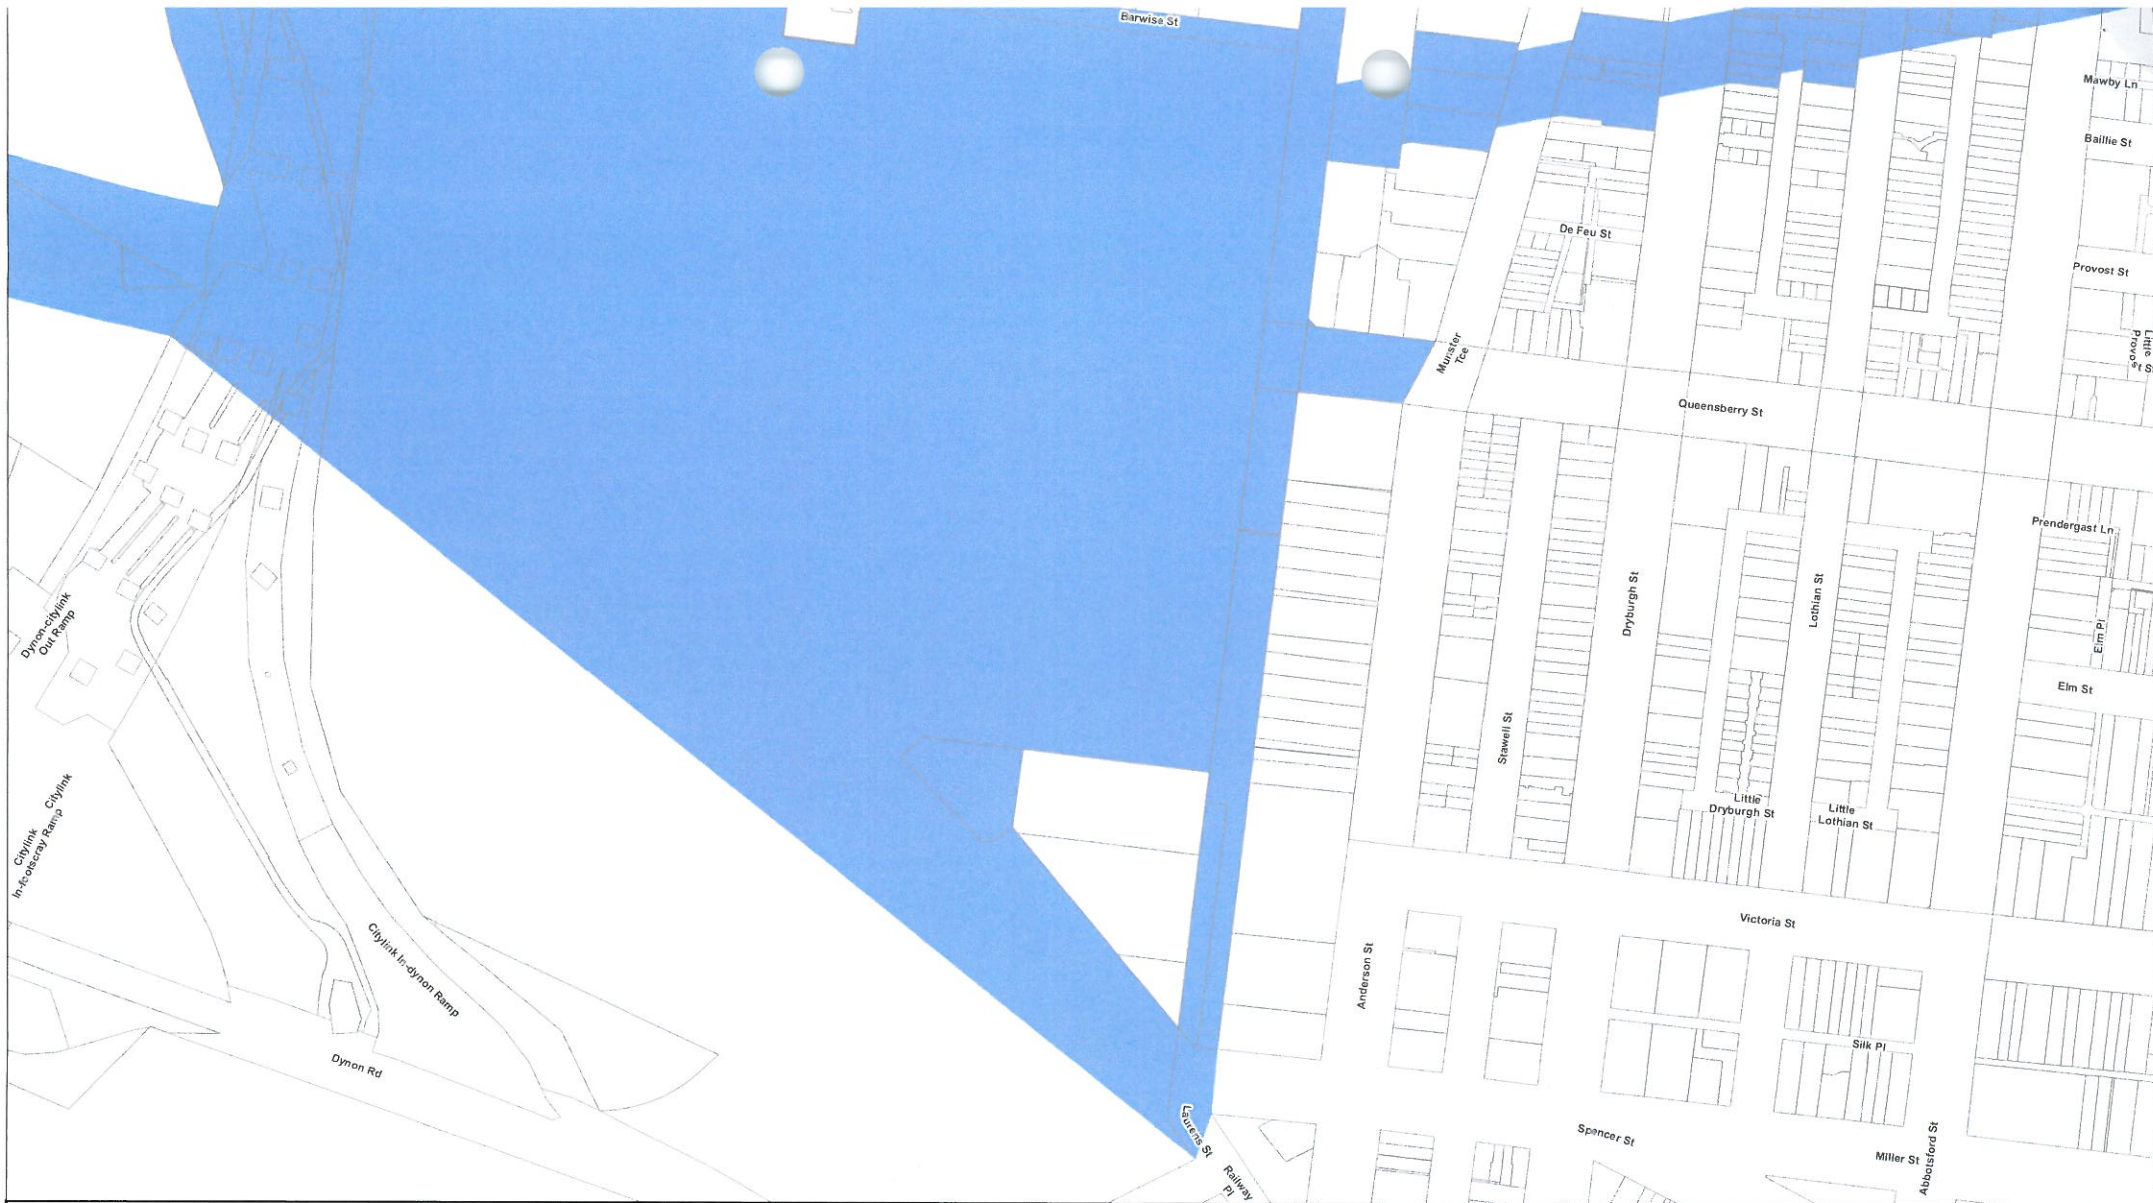 Barwise St
Mawby Ln
Baillie St
De Feu St
Provost St
Little
Provost St
Munster
Tce
Queensberry St
Prendergast Ln
Dryburgh St
Lothian St
Elm Pl
Elm St
Dynon-citylink
Out Ramp
Stawell St
Citylink
Citylink
In-footscray Ramp
Little
Dryburgh St
Little
Lothian St
Victoria St
Anderson St
Citylink In-dynon Ramp
Silk Pl
Dynon Rd
Laurens St
Spencer St
Miller St
Abbotsford St
Railway
Pl